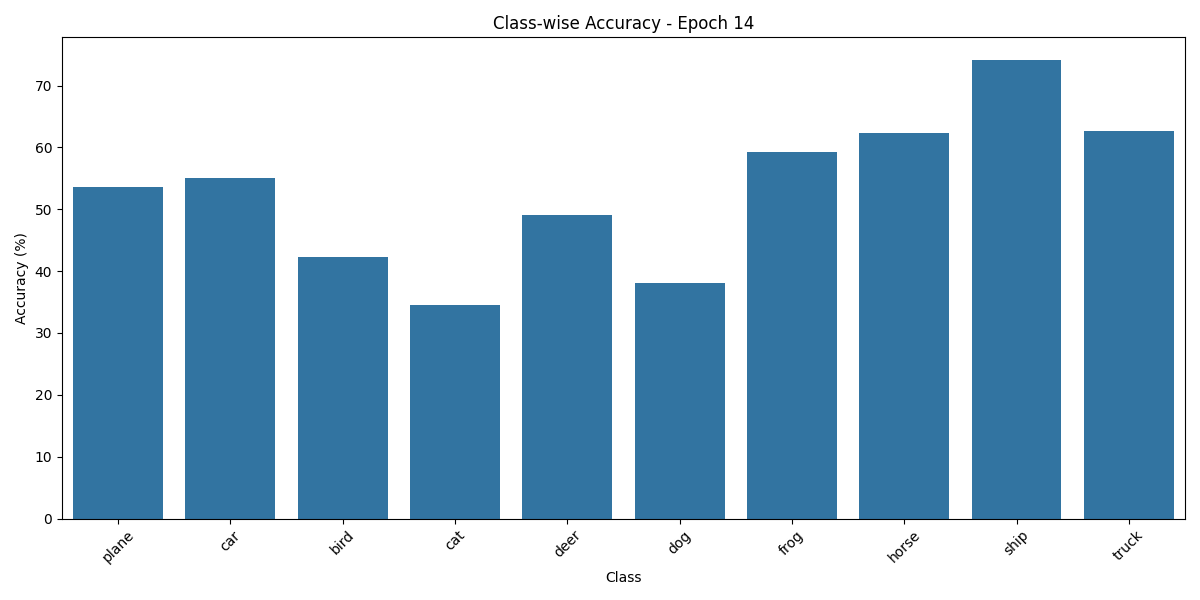 Class-wise Accuracy - Epoch 14
Accuracy (%)
70
60
50
40
30
20
10
0
plane
car
bird
cat
deer
dog
frog
horse
ship
truck
Class